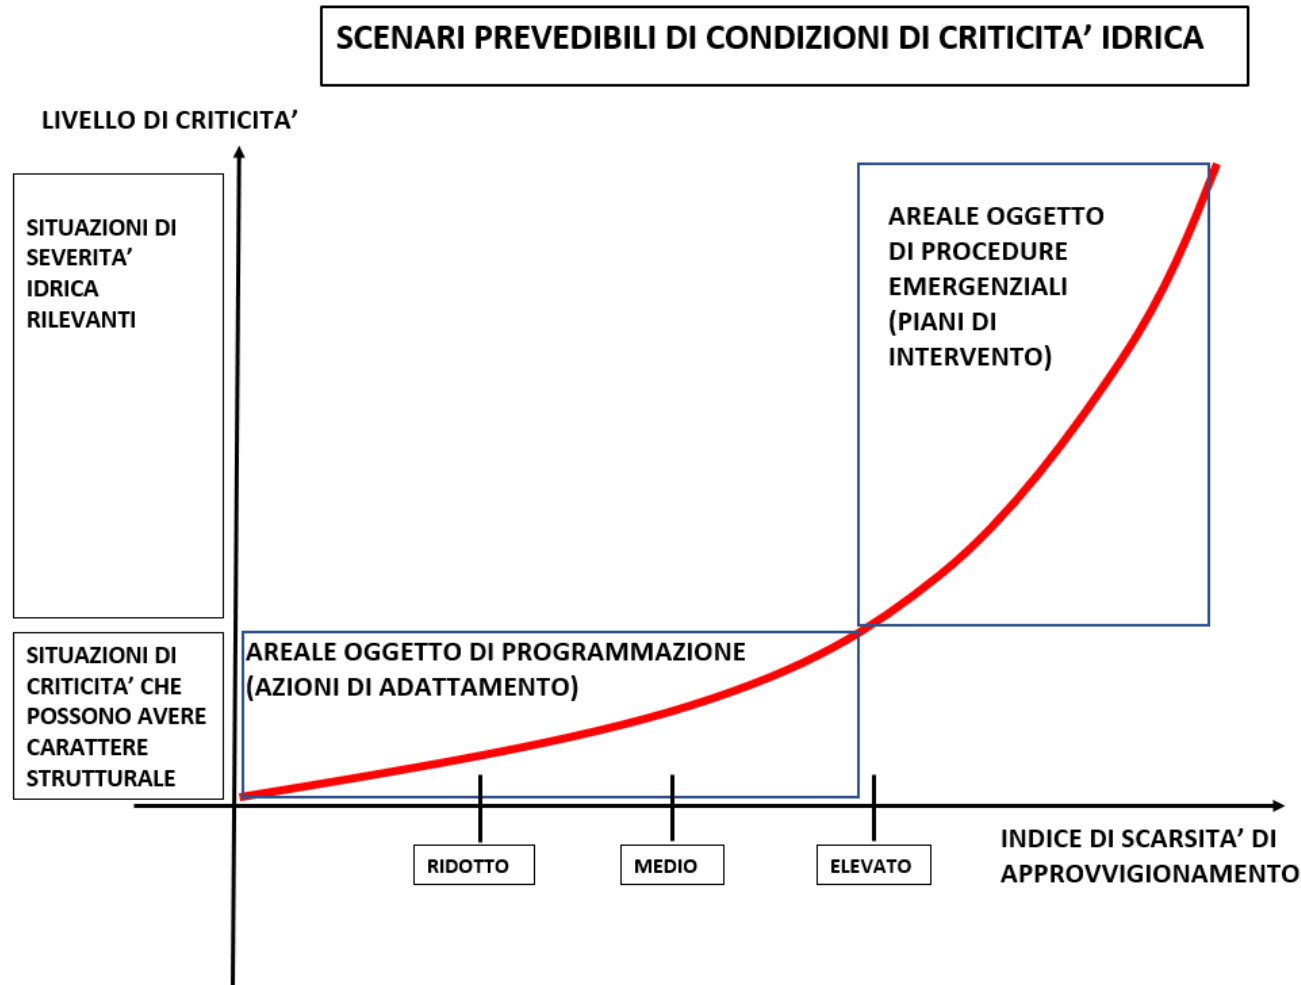 SCENARI PREVEDIBILI DI CONDIZIONI DI CRITICITA’ IDRICA
LIVELLO DI CRITICITA’
SITUAZIONI DI
SEVERITA’
IDRICA
RILEVANTI
AREALE OGGETTO
DI PROCEDURE
EMERGENZIALI
(PIANI DI
INTERVENTO)
SITUAZIONI DI
CRITICITA’ CHE
POSSONO AVERE
CARATTERE
STRUTTURALE
AREALE OGGETTO DI PROGRAMMAZIONE
(AZIONI DI ADATTAMENTO)
RIDOTTO
MEDIO
ELEVATO
INDICE DI SCARSITA’ DI
APPROVVIGIONAMENTO